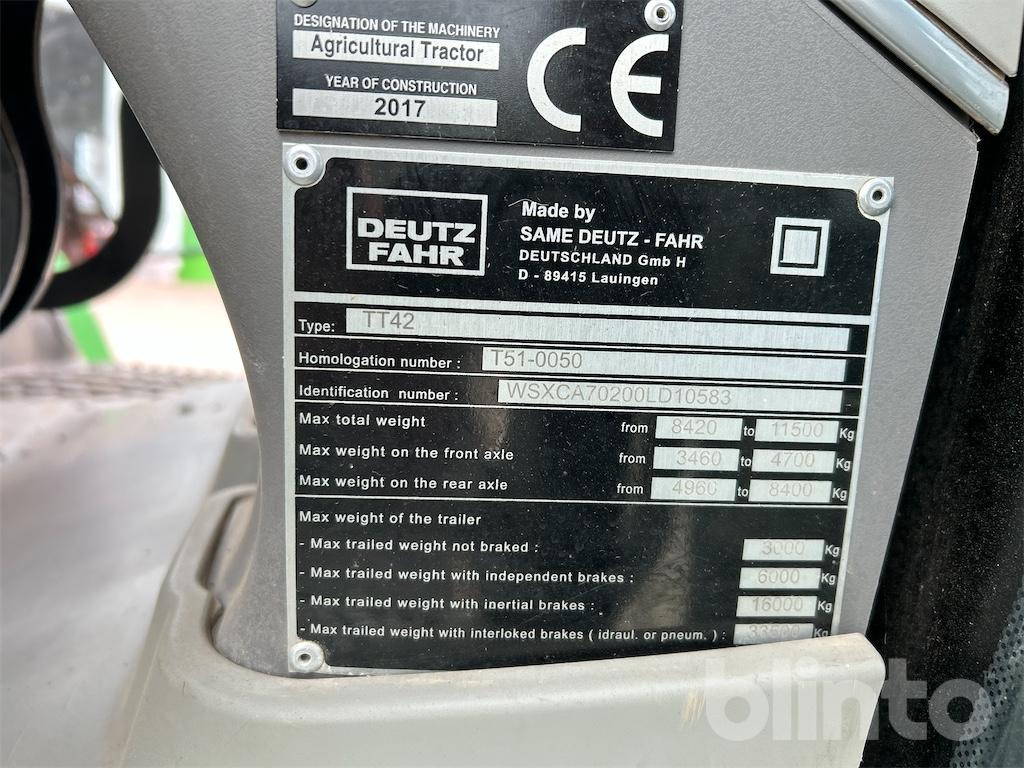 DESIGNATION OF THE MACHINERY
Agricultural Tractor
YEAR OF CONSTRUCTION
2017
CE
DEUTZ
FAHR
Made by
SAME DEUTZ - FAHR
DEUTSCHLAND Gmb H
D - 89415 Lauingen
Type: TT42
Homologation number : T51-0050
Identification number : WSXCA70200LD10583
Max total weight from 8420 to 11500 Kg
Max weight on the front axle from 3460 to 4700 Kg
Max weight on the rear axle from 4960 to 8400 Kg
Max weight of the trailer
- Max trailed weight not braked : 3000 Kg
- Max trailed weight with independent brakes : 6000 Kg
- Max trailed weight with inertial brakes : 16000 Kg
- Max trailed weight with interloked brakes ( idraul. or pneum. ) : 33500 Kg
blinto